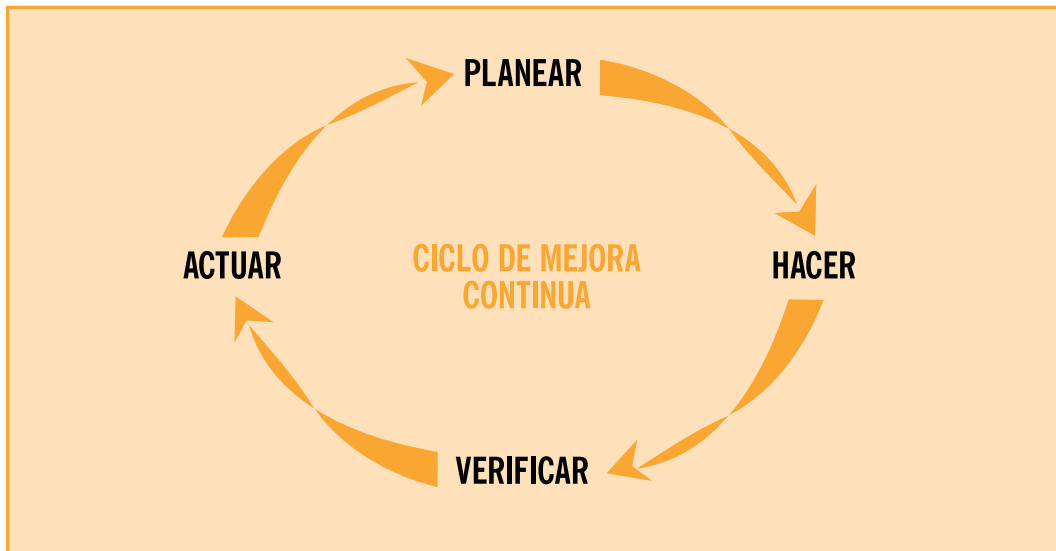 PLANEAR
ACTUAR
CICLO DE MEJORA
CONTINUA
HACER
VERIFICAR